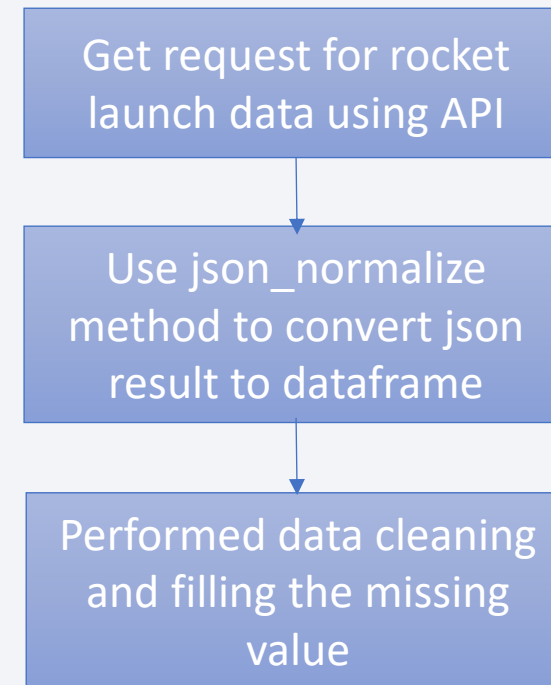 Get request for rocket
launch data using API
Use json_normalize
method to convert json
result to dataframe
Performed data cleaning
and filling the missing
value